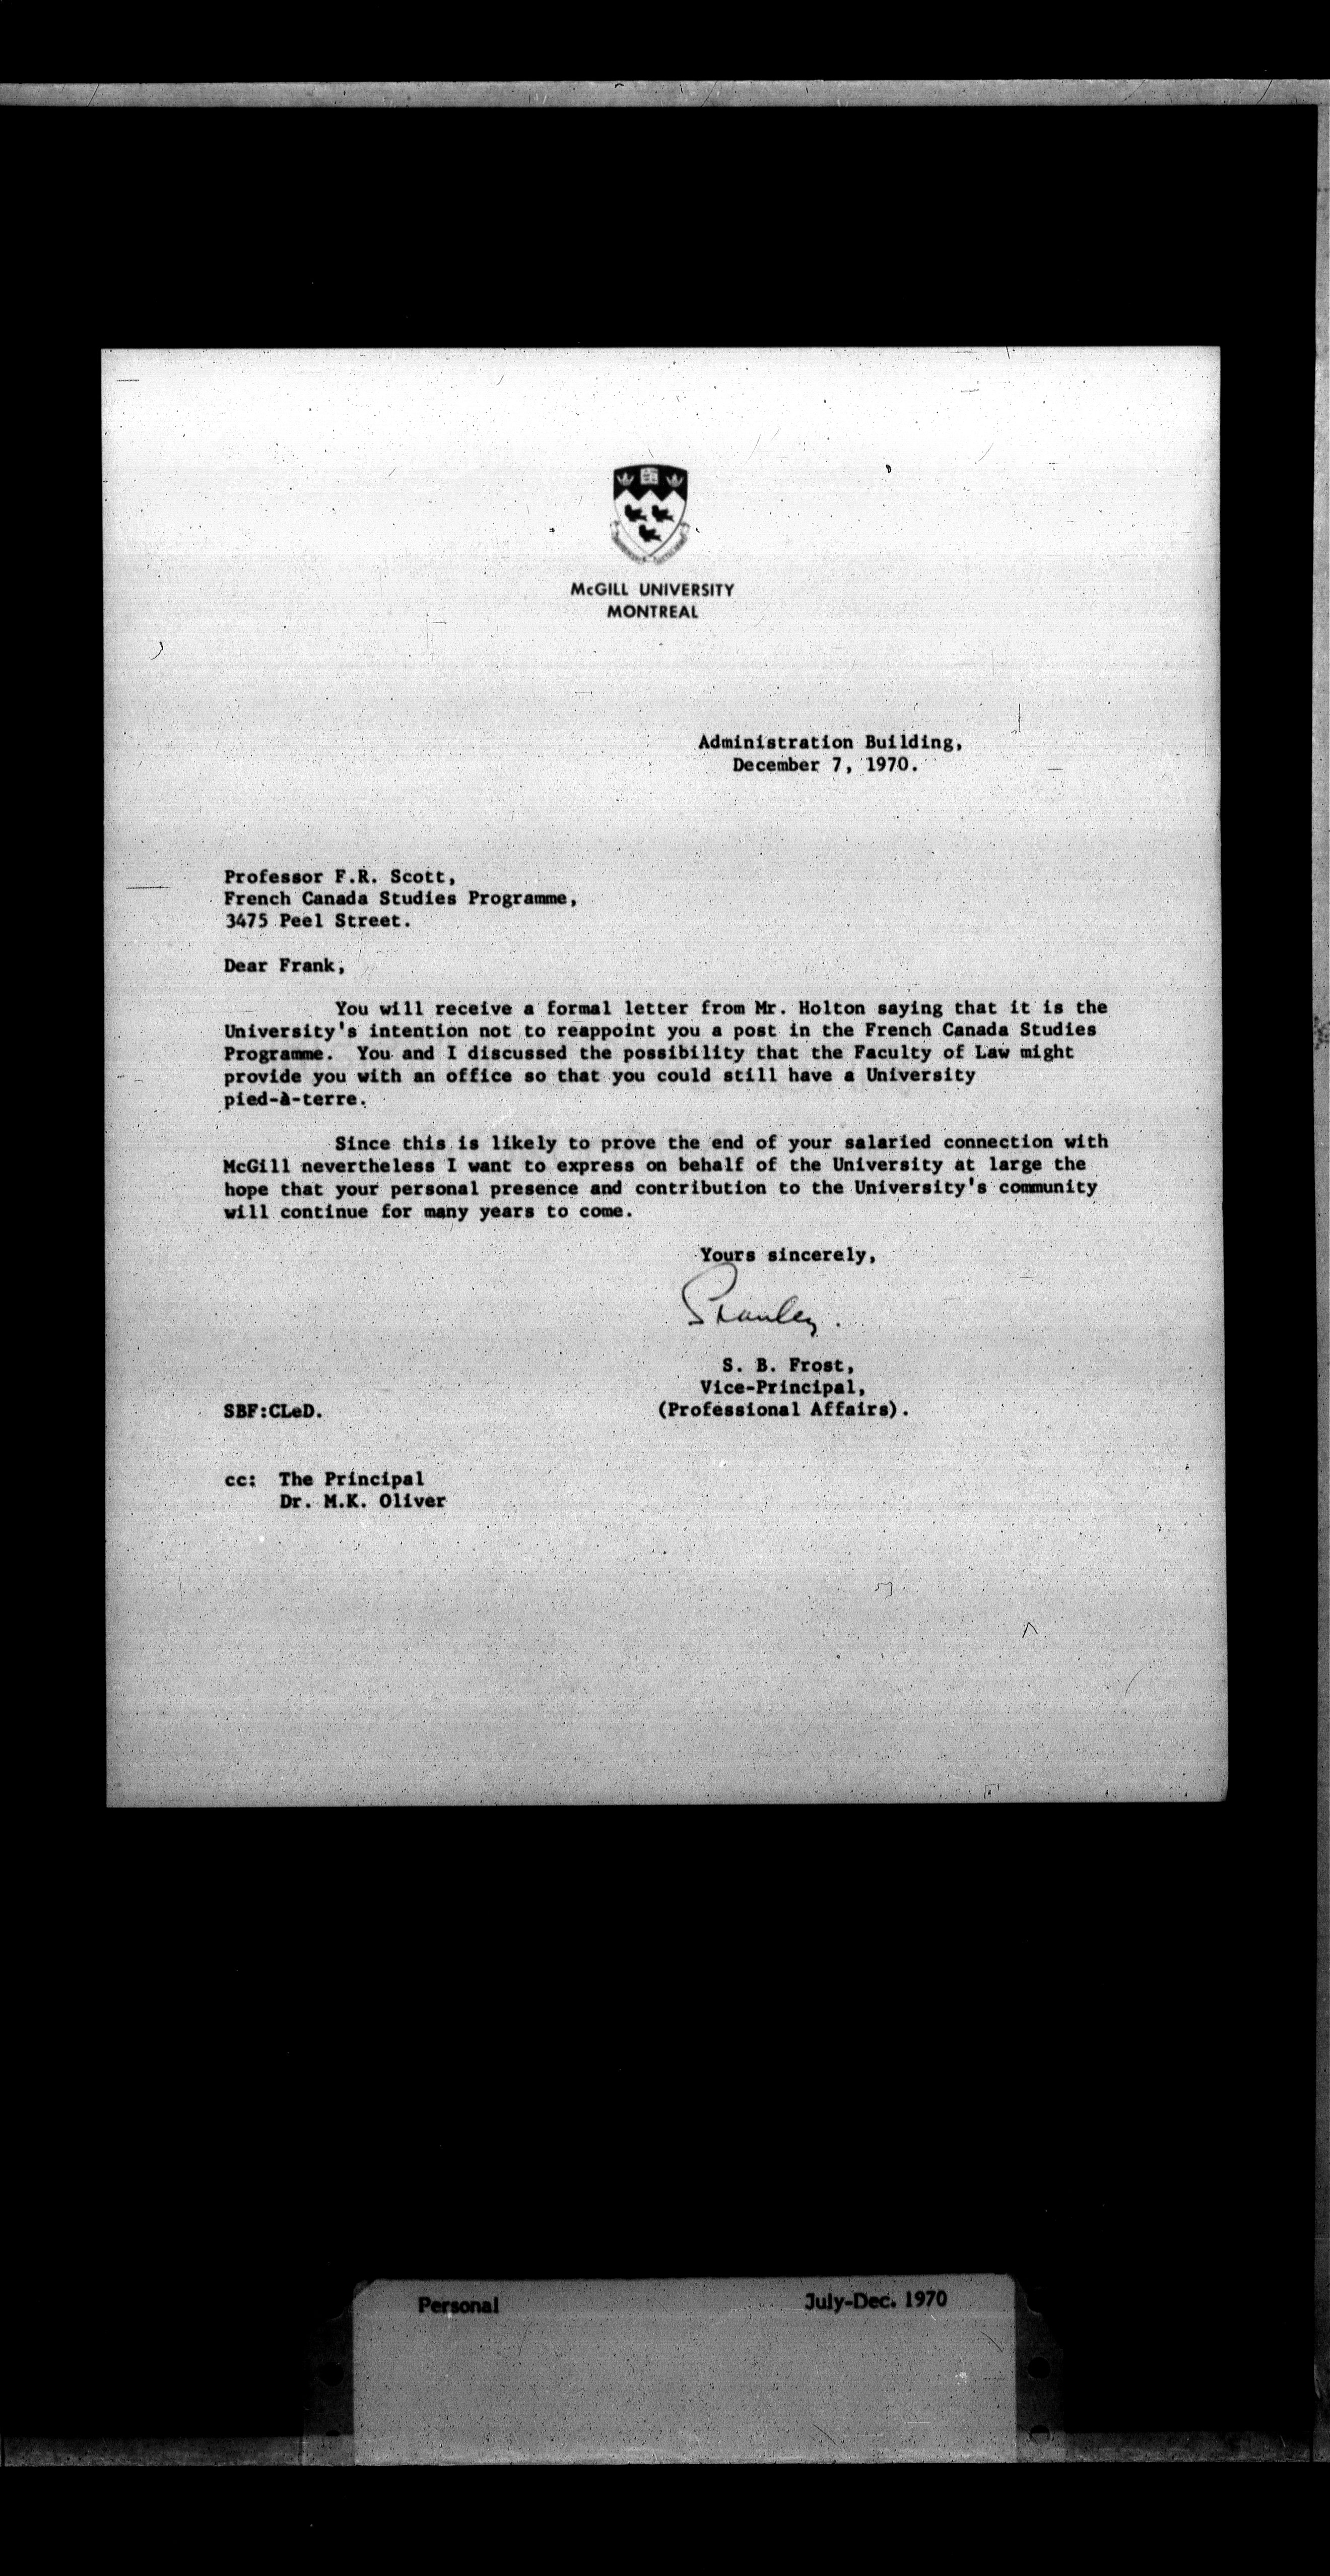 McGILL UNIVERSITY
MONTREAL
Administration Building,
December 7, 1970.
Professor F.R. Scott,
French Canada Studies Programme,
3475 Peel Street.
Dear Frank,
You will receive a formal letter from Mr. Holton saying that it is the
University's intention not to reappoint you a post in the French Canada Studies
Programme. You and I discussed the possibility that the Faculty of Law might
provide you with an office so that you could still have a University
pied-à-terre.
Since this is likely to prove the end of your salaried connection with
McGill nevertheless I want to express on behalf of the University at large the
hope that your personal presence and contribution to the University's community
will continue for many years to come.
Yours sincerely,
Stanley.
S. B. Frost,
Vice-Principal,
(Professional Affairs).
SBF:CLeD.
cc: The Principal
Dr. M.K. Oliver
Personal July-Dec. 1970